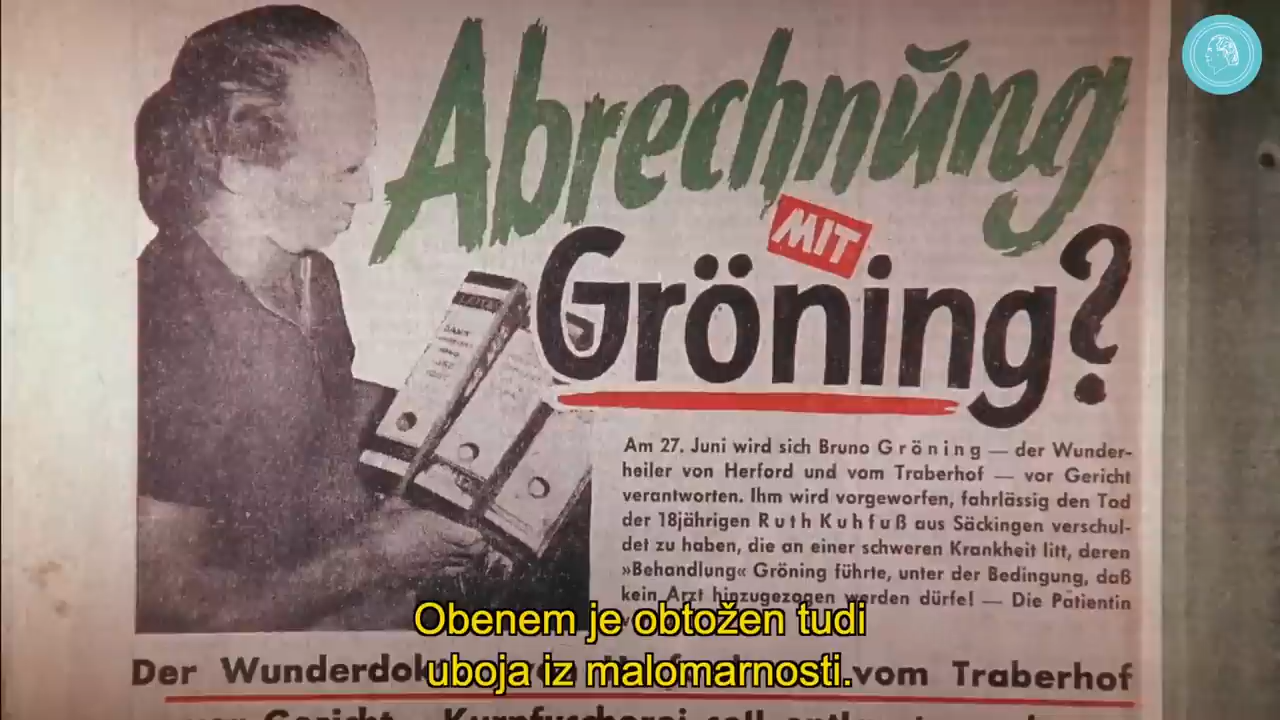 Abrechnung
MIT
Gröning?
Am 27. Juni wird sich Bruno Gröning — der Wunder-
heiler von Herford und vom Traberhof — vor Gericht
verantworten. Ihm wird vorgeworfen, fahrlässig den Tod
der 18jährigen Ruth Kuhfuß aus Säckingen verschul-
det zu haben, die an einer schweren Krankheit litt, deren
»Behandlung« Gröning führte, unter der Bedingung, daß
kein Arzt hinzugezogen werden dürfe! — Die Patientin
Obenem je obtožen tudi
uboja iz malomarnosti.
Der vom Traberhof